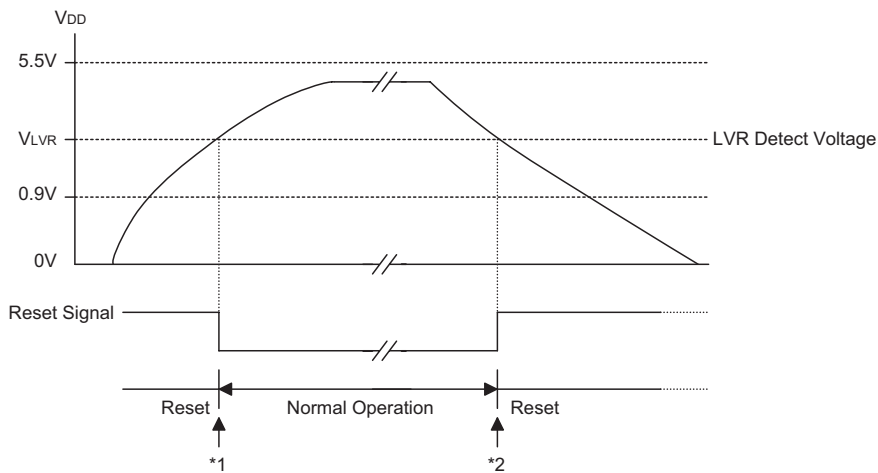 VDD
5.5V
VLVR
LVR Detect Voltage
0.9V
0V
Reset Signal
Reset
Normal Operation
Reset
*1
*2